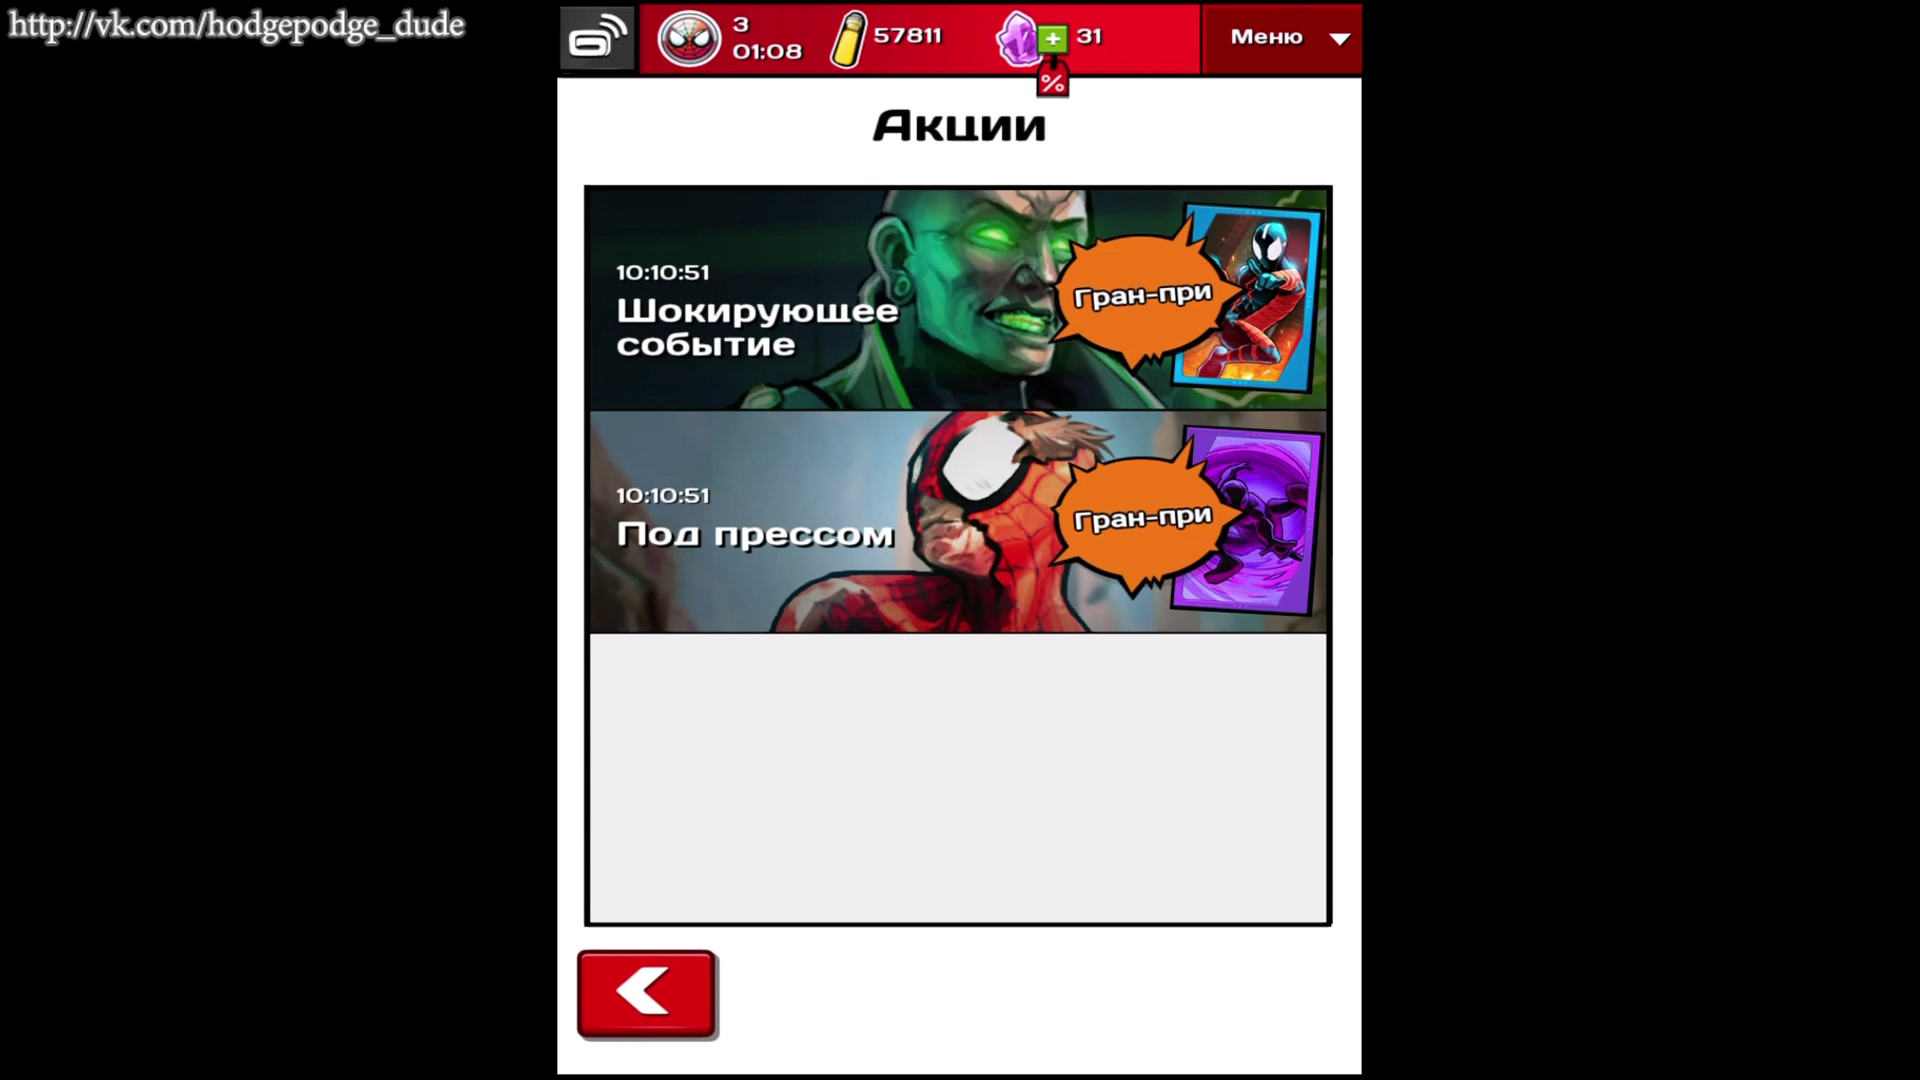 http://vk.com/hodgepodge_dude
3
01:08
57811
31
Меню
%
Акции
10:10:51
Шокирующее
событие
Гран-при
10:10:51
Под прессом
Гран-при